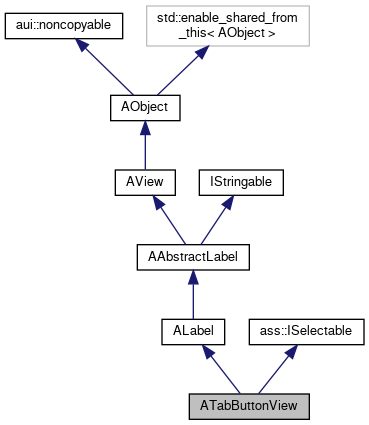 aui::noncopyable
std::enable_shared_from
_this< AObject >
AObject
AView
IStringable
AAbstractLabel
ALabel
ass::ISelectable
ATabButtonView